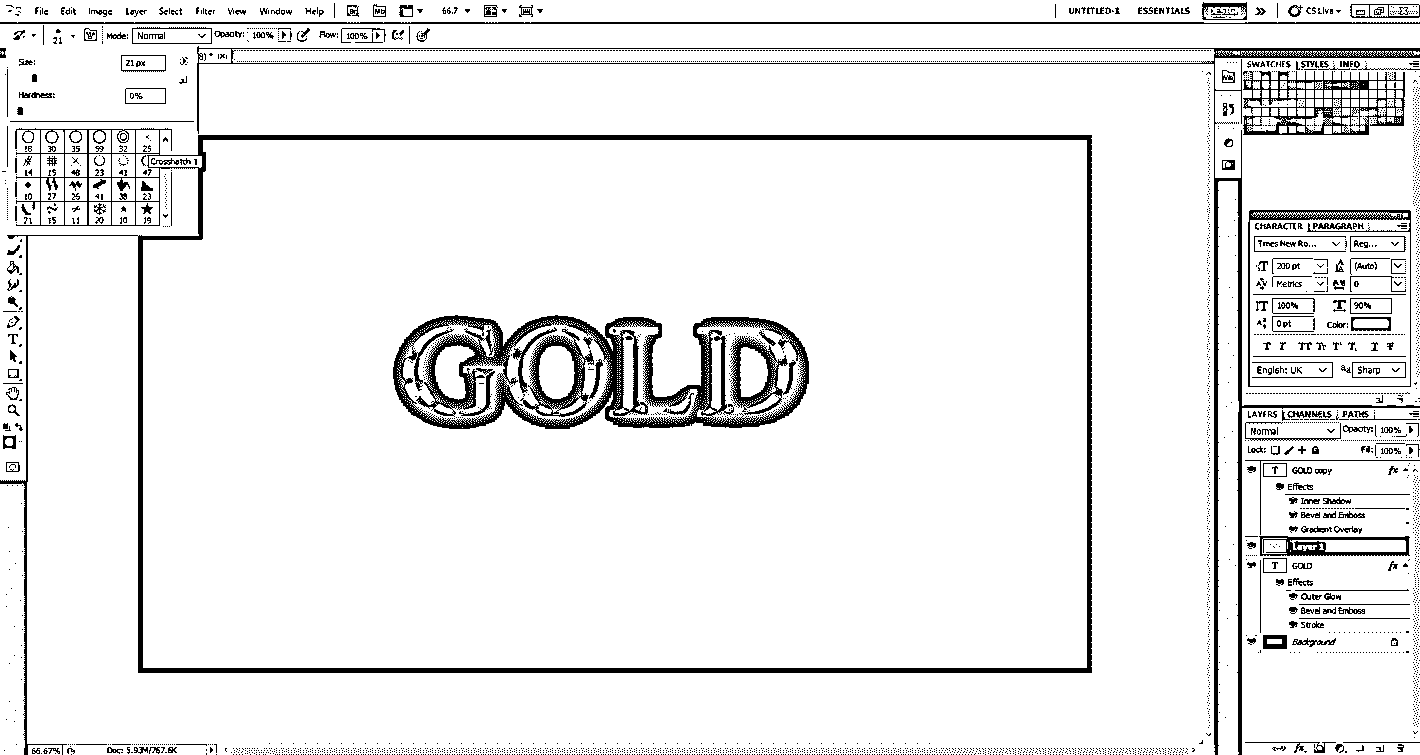 File Edit Image Layer Select Filter View Window Help Br Mb 66.7 UNTITLED-1 ESSENTIALS CS Live
21 Mode: Normal Opacity: 100% Flow: 100%
Size: 21 px
Hardness: 0%
18 30 35 59 32 25
14 15 48 23 41 47
Crosshatch 1
10 27 26 41 38 23
21 15 11 20 10 19
8) *
GOLD
SWATCHES STYLES INFO
CHARACTER PARAGRAPH
Times New Ro... Reg...
200 pt (Auto)
Metrics 0
100% 90%
0 pt Color:
T T TT Tr T' T, T T
English: UK aa Sharp
LAYERS CHANNELS PATHS
Normal Opacity: 100%
Lock: Fill: 100%
T GOLD copy fx
Effects
Inner Shadow
Bevel and Emboss
Gradient Overlay
Layer 1
T GOLD fx
Effects
Outer Glow
Bevel and Emboss
Stroke
Background
66.67% Doc: 5.93M/767.6K